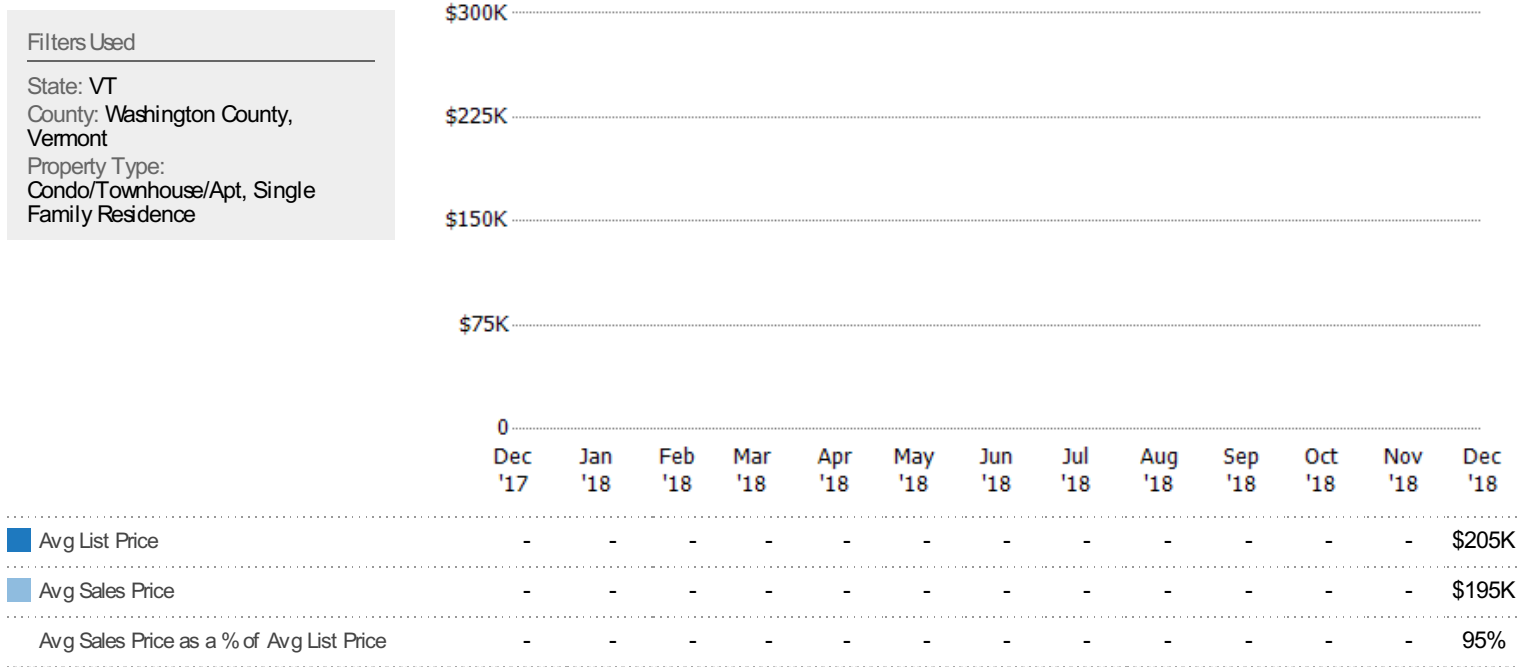 Filters Used
State: VT
County: Washington County,
Vermont
Property Type:
Condo/Townhouse/Apt, Single
Family Residence
$300K
$225K
$150K
$75K
0
Dec Jan Feb Mar Apr May Jun Jul Aug Sep Oct Nov Dec
'17 '18 '18 '18 '18 '18 '18 '18 '18 '18 '18 '18 '18
Avg List Price - - - - - - - - - - - - $205K
Avg Sales Price - - - - - - - - - - - - $195K
Avg Sales Price as a % of Avg List Price - - - - - - - - - - - - 95%